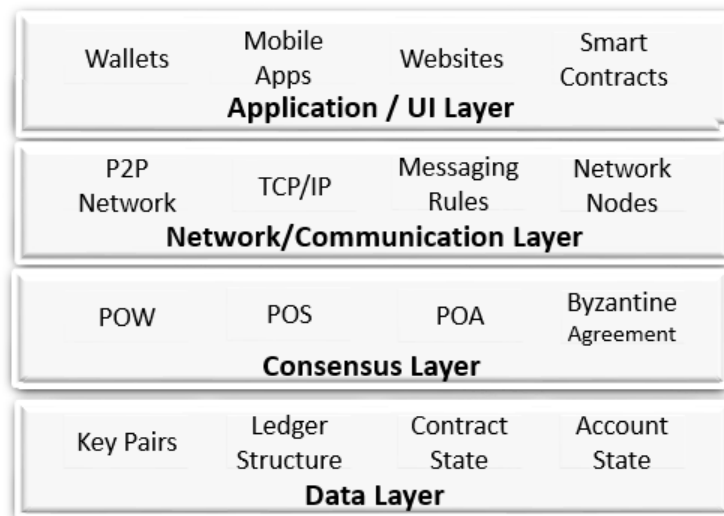 Wallets
Mobile
Apps
Websites
Smart
Contracts
Application / UI Layer
P2P
Network
TCP/IP
Messaging
Rules
Network
Nodes
Network/Communication Layer
POW
POS
POA
Byzantine
Agreement
Consensus Layer
Key Pairs
Ledger
Structure
Contract
State
Account
State
Data Layer